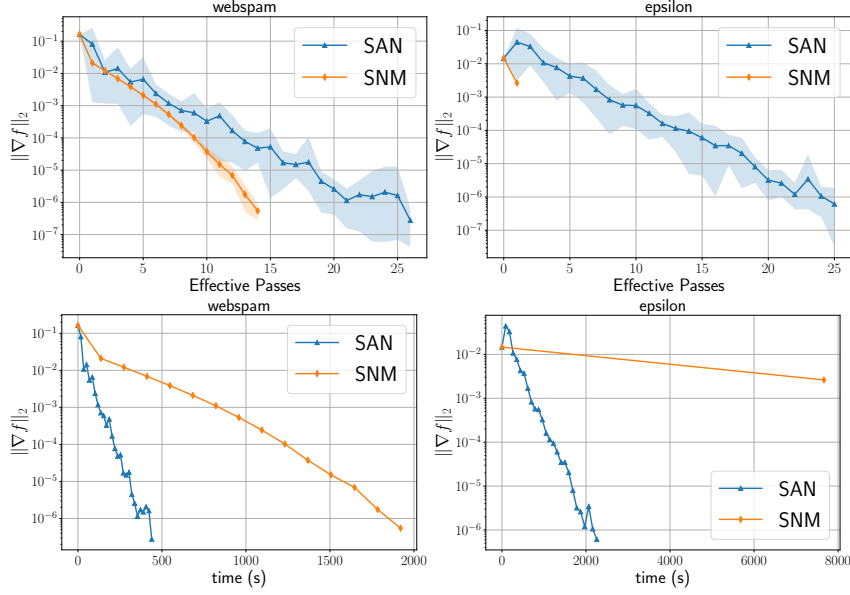 webspam
10⁻¹
10⁻²
10⁻³
10⁻⁴
10⁻⁵
10⁻⁶
10⁻⁷
‖∇f‖₂
SAN
SNM
0 5 10 15 20 25
Effective Passes
epsilon
10⁻¹
10⁻²
10⁻³
10⁻⁴
10⁻⁵
10⁻⁶
10⁻⁷
‖∇f‖₂
SAN
SNM
0 5 10 15 20 25
Effective Passes
webspam
10⁻¹
10⁻²
10⁻³
10⁻⁴
10⁻⁵
10⁻⁶
‖∇f‖₂
SAN
SNM
0 500 1000 1500 2000
time (s)
epsilon
10⁻²
10⁻³
10⁻⁴
10⁻⁵
10⁻⁶
‖∇f‖₂
SAN
SNM
0 2000 4000 6000 8000
time (s)